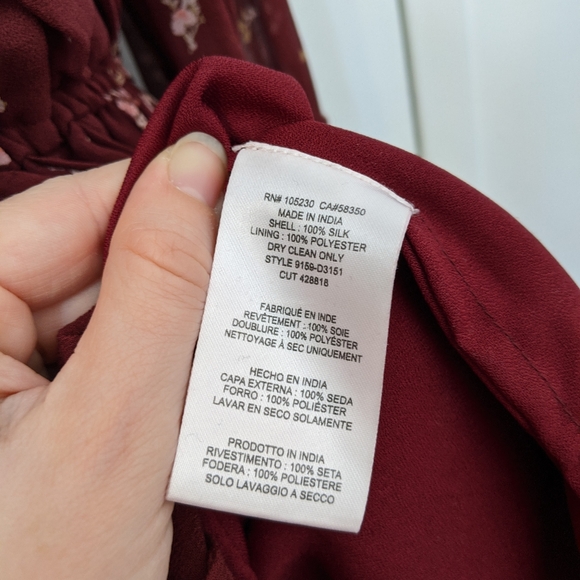 RN# 105230 CA#58350
MADE IN INDIA
SHELL : 100% SILK
LINING : 100% POLYESTER
DRY CLEAN ONLY
STYLE 9159-D3151
CUT 428816
FABRIQUÉ EN INDE
REVÊTEMENT : 100% SOIE
DOUBLURE : 100% POLYÉSTER
NETTOYAGE À SEC UNIQUEMENT
HECHO EN INDIA
CAPA EXTERNA : 100% SEDA
FORRO : 100% POLIÉSTER
LAVAR EN SECO SOLAMENTE
PRODOTTO IN INDIA
RIVESTIMENTO : 100% SETA
FODERA : 100% POLIESTERE
SOLO LAVAGGIO A SECCO